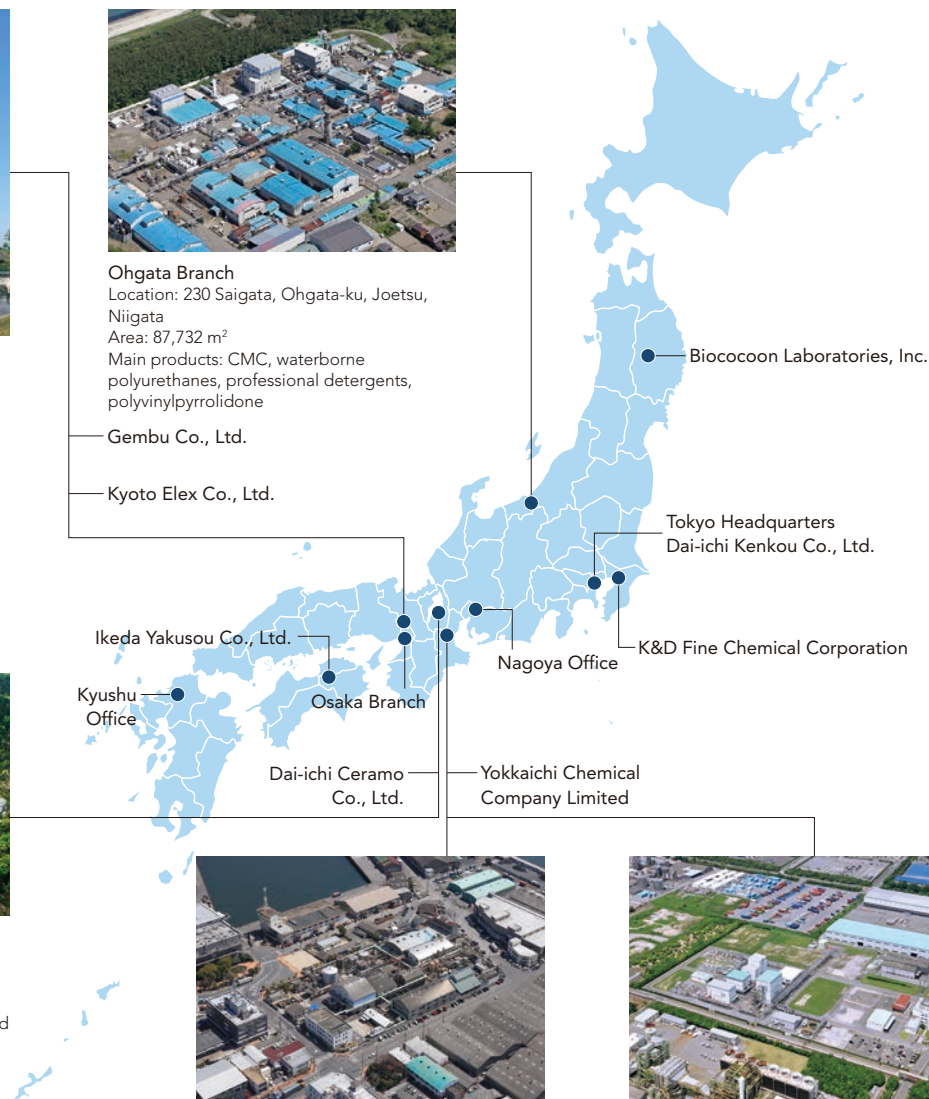 Ohgata Branch
Location: 230 Saigata, Ohgata-ku, Joetsu,
Niigata
Area: 87,732 m²
Main products: CMC, waterborne
polyurethanes, professional detergents,
polyvinylpyrrolidone
Gembu Co., Ltd.
Kyoto Elex Co., Ltd.
Biococoon Laboratories, Inc.
Tokyo Headquarters
Dai-ichi Kenkou Co., Ltd.
K&D Fine Chemical Corporation
Nagoya Office
Ikeda Yakusou Co., Ltd.
Osaka Branch
Kyushu
Office
Dai-ichi Ceramo
Co., Ltd.
Yokkaichi Chemical
Company Limited